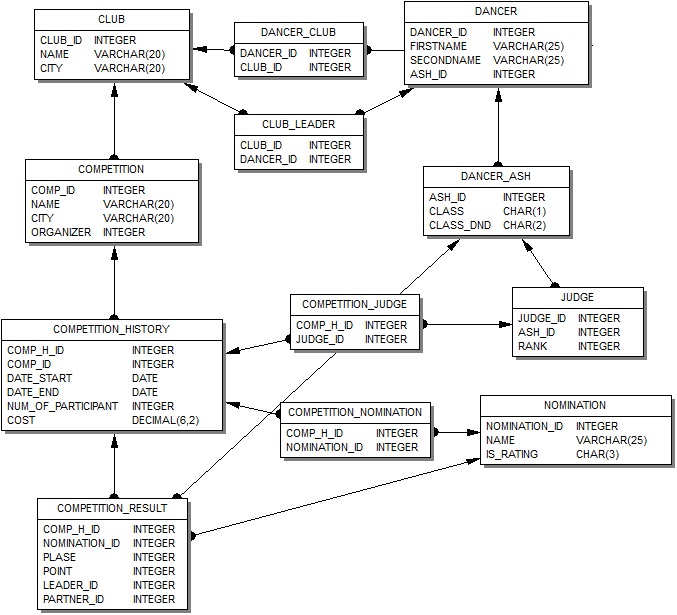 CLUB
CLUB_ID INTEGER
NAME VARCHAR(20)
CITY VARCHAR(20)
DANCER_CLUB
DANCER_ID INTEGER
CLUB_ID INTEGER
DANCER
DANCER_ID INTEGER
FIRSTNAME VARCHAR(25)
SECONDNAME VARCHAR(25)
ASH_ID INTEGER
CLUB_LEADER
CLUB_ID INTEGER
DANCER_ID INTEGER
COMPETITION
COMP_ID INTEGER
NAME VARCHAR(20)
CITY VARCHAR(20)
ORGANIZER INTEGER
DANCER_ASH
ASH_ID INTEGER
CLASS CHAR(1)
CLASS_DND CHAR(2)
COMPETITION_JUDGE
COMP_H_ID INTEGER
JUDGE_ID INTEGER
JUDGE
JUDGE_ID INTEGER
ASH_ID INTEGER
RANK INTEGER
COMPETITION_HISTORY
COMP_H_ID INTEGER
COMP_ID INTEGER
DATE_START DATE
DATE_END DATE
NUM_OF_PARTICIPANT INTEGER
COST DECIMAL(6,2)
COMPETITION_NOMINATION
COMP_H_ID INTEGER
NOMINATION_ID INTEGER
NOMINATION
NOMINATION_ID INTEGER
NAME VARCHAR(25)
IS_RATING CHAR(3)
COMPETITION_RESULT
COMP_H_ID INTEGER
NOMINATION_ID INTEGER
PLASE INTEGER
POINT INTEGER
LEADER_ID INTEGER
PARTNER_ID INTEGER